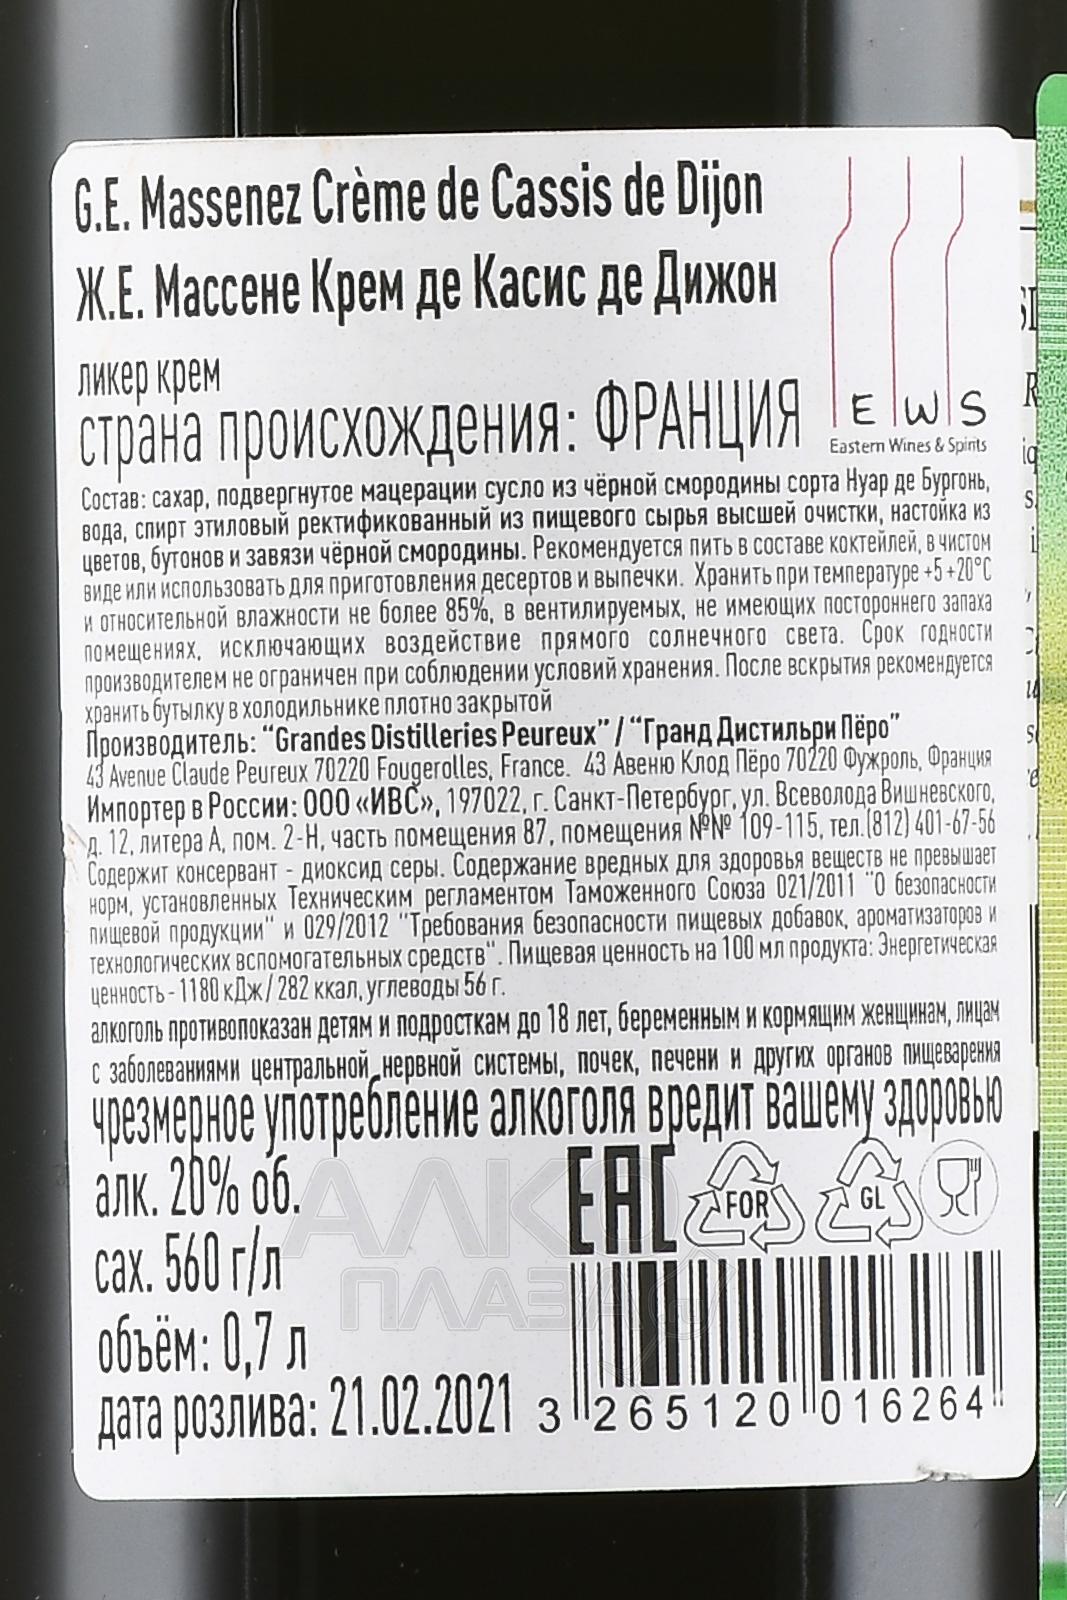 G.E. Massenez Crème de Cassis de Dijon
Ж.Е. Массене Крем де Касис де Дижон
ликер крем
страна происхождения: ФРАНЦИЯ
E W S
Eastern Wines & Spirits
Состав: сахар, подвергнутое мацерации сусло из чёрной смородины сорта Нуар де Бургонь,
вода, спирт этиловый ректификованный из пищевого сырья высшей очистки, настойка из
цветов, бутонов и завязи чёрной смородины. Рекомендуется пить в составе коктейлей, в чистом
виде или использовать для приготовления десертов и выпечки. Хранить при температуре +5 +20°С
и относительной влажности не более 85%, в вентилируемых, не имеющих постороннего запаха
помещениях, исключающих воздействие прямого солнечного света. Срок годности
производителем не ограничен при соблюдении условий хранения. После вскрытия рекомендуется
хранить бутылку в холодильнике плотно закрытой
Производитель: "Grandes Distilleries Peureux" / "Гранд Дистильри Пёро"
43 Avenue Claude Peureux 70220 Fougerolles, France. 43 Авеню Клод Пёро 70220 Фужроль, Франция
Импортер в России: ООО «ИВС», 197022, г. Санкт-Петербург, ул. Всеволода Вишневского,
д. 12, литера А, пом. 2-Н, часть помещения 87, помещения №№ 109-115, тел.(812) 401-67-56
Содержит консервант - диоксид серы. Содержание вредных для здоровья веществ не превышает
норм, установленных Техническим регламентом Таможенного Союза 021/2011 "О безопасности
пищевой продукции" и 029/2012 "Требования безопасности пищевых добавок, ароматизаторов и
технологических вспомогательных средств". Пищевая ценность на 100 мл продукта: Энергетическая
ценность - 1180 кДж/ 282 ккал, углеводы 56 г.
алкоголь противопоказан детям и подросткам до 18 лет, беременным и кормящим женщинам, лицам
с заболеваниями центральной нервной системы, почек, печени и других органов пищеварения
чрезмерное употребление алкоголя вредит вашему здоровью
алк. 20% об.
EAC FOR GL
сах. 560 г/л
АЛКО
ПЛАЗА.ru
объём: 0,7 л
дата розлива: 21.02.2021
3 265120 016264